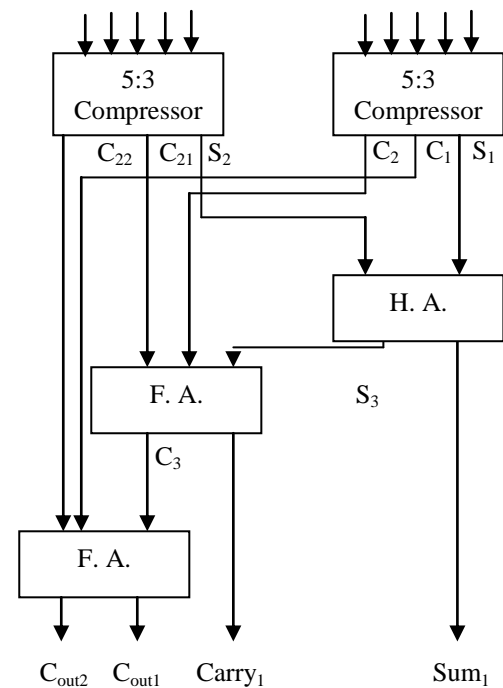 5:3
Compressor
5:3
Compressor
C₂₂ C₂₁ S₂
C₂ C₁ S₁
H. A.
F. A.
S₃
C₃
F. A.
Cout2 Cout1 Carry₁ Sum₁